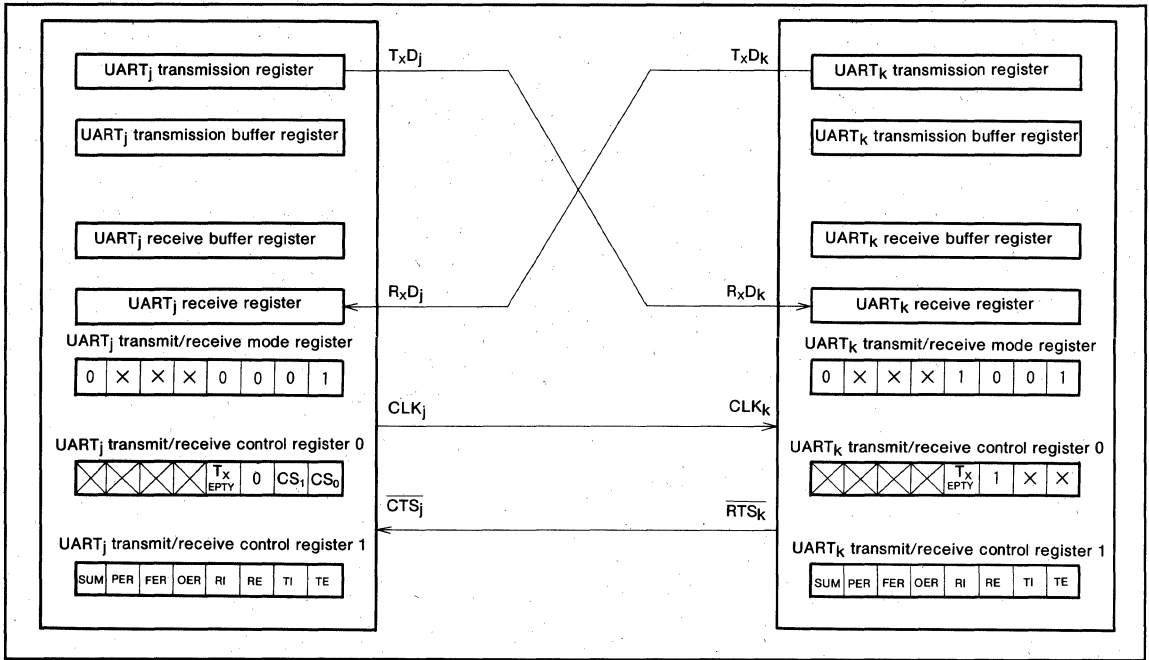 UARTj transmission register
UARTj transmission buffer register
UARTj receive buffer register
UARTj receive register
UARTj transmit/receive mode register
0 × × × 0 0 0 1
UARTj transmit/receive control register 0
TX EPTY 0 CS1 CS0
UARTj transmit/receive control register 1
SUM PER FER OER RI RE TI TE
TXDj TXDk
RXDj RXDk
CLKj CLKk
CTSj RTSk
UARTk transmission register
UARTk transmission buffer register
UARTk receive buffer register
UARTk receive register
UARTk transmit/receive mode register
0 × × × 1 0 0 1
UARTk transmit/receive control register 0
TX EPTY 1 × ×
UARTk transmit/receive control register 1
SUM PER FER OER RI RE TI TE